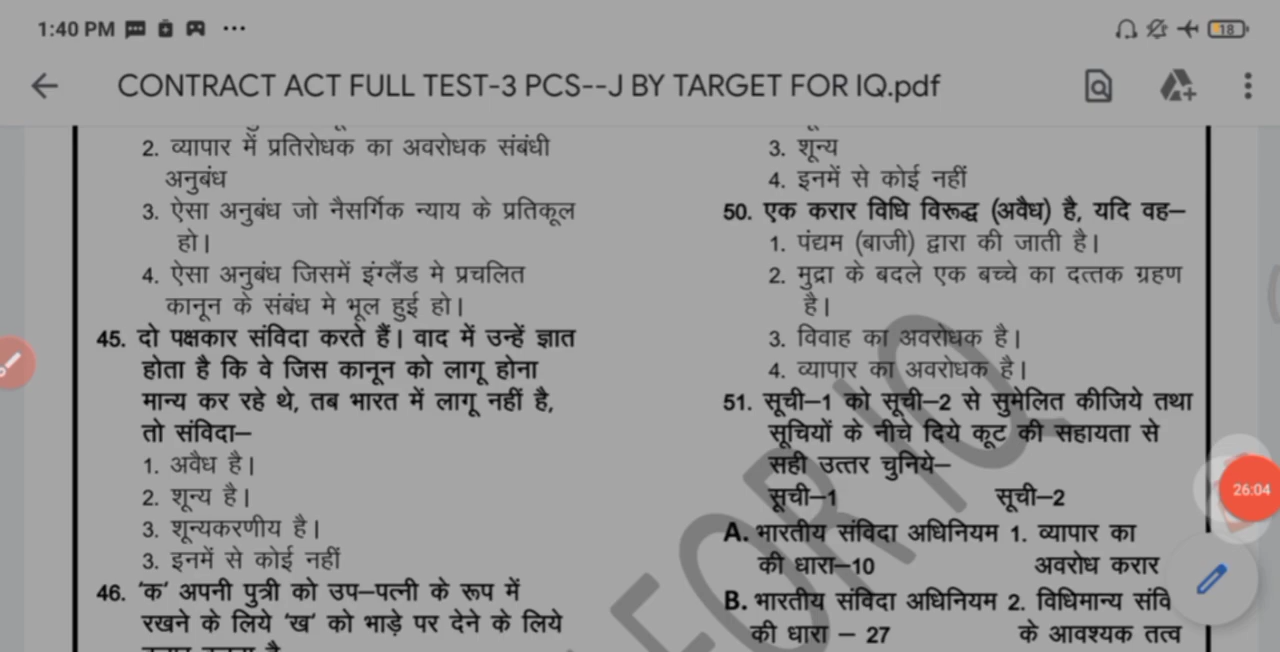 1:40 PM
18
CONTRACT ACT FULL TEST-3 PCS--J BY TARGET FOR IQ.pdf
2. व्यापार में प्रतिरोधक का अवरोधक संबंधी
अनुबंध
3. ऐसा अनुबंध जो नैसर्गिक न्याय के प्रतिकूल
हो।
4. ऐसा अनुबंध जिसमें इंग्लैंड मे प्रचलित
कानून के संबंध मे भूल हुई हो।
45. दो पक्षकार संविदा करते हैं। वाद में उन्हें ज्ञात
होता है कि वे जिस कानून को लागू होना
मान्य कर रहे थे, तब भारत में लागू नहीं है,
तो संविदा–
1. अवैध है।
2. शून्य है।
3. शून्यकरणीय है।
3. इनमें से कोई नहीं
46. 'क' अपनी पुत्री को उप–पत्नी के रूप में
रखने के लिये 'ख' को भाड़े पर देने के लिये
3. शून्य
4. इनमें से कोई नहीं
50. एक करार विधि विरूद्ध (अवैध) है, यदि वह–
1. पंद्यम (बाजी) द्वारा की जाती है।
2. मुद्रा के बदले एक बच्चे का दत्तक ग्रहण
है।
3. विवाह का अवरोधक है।
4. व्यापार का अवरोधक है।
51. सूची–1 को सूची–2 से सुमेलित कीजिये तथा
सूचियों के नीचे दिये कूट की सहायता से
सही उत्तर चुनिये–
सूची–1 सूची–2
A. भारतीय संविदा अधिनियम 1. व्यापार का
की धारा–10 अवरोध करार
B. भारतीय संविदा अधिनियम 2. विधिमान्य संवि
की धारा – 27 के आवश्यक तत्व
FOR IQ
26:04